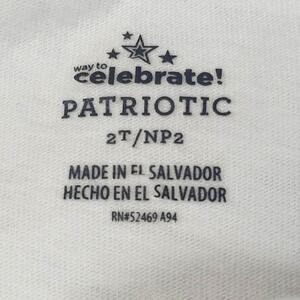 way to
celebrate!
PATRIOTIC
2T/NP2
MADE IN EL SALVADOR
HECHO EN EL SALVADOR
RN#52469 A94